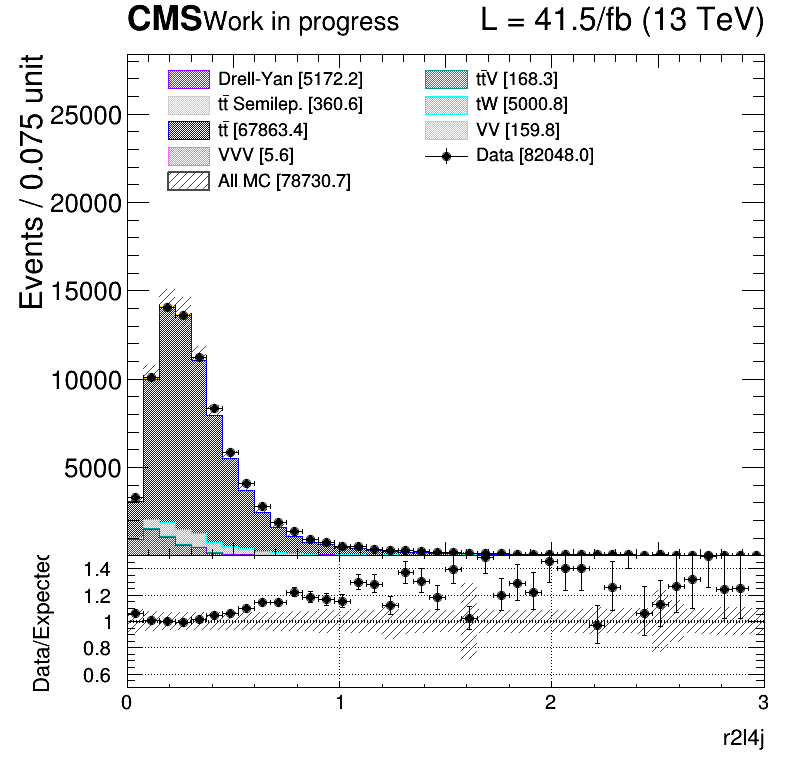 CMS Work in progress L = 41.5/fb (13 TeV)
Drell-Yan [5172.2]
tt̄ Semilep. [360.6]
tt̄ [67863.4]
VVV [5.6]
All MC [78730.7]
tt̄V [168.3]
tW [5000.8]
VV [159.8]
Data [82048.0]
Events / 0.075 unit
25000
20000
15000
10000
5000
Data/Expected
1.4
1.2
1
0.8
0.6
0 1 2 3
r2l4j